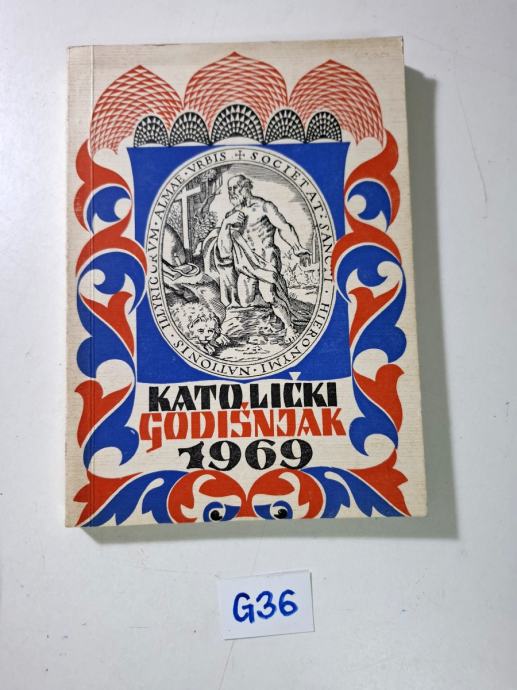 + SOCIETAT · SANCTI · HIERONYMI · NATIONIS ILLYRICORVM · ALMAE · VRBIS
KATOLIČKI
GODIŠNJAK
1969
G36